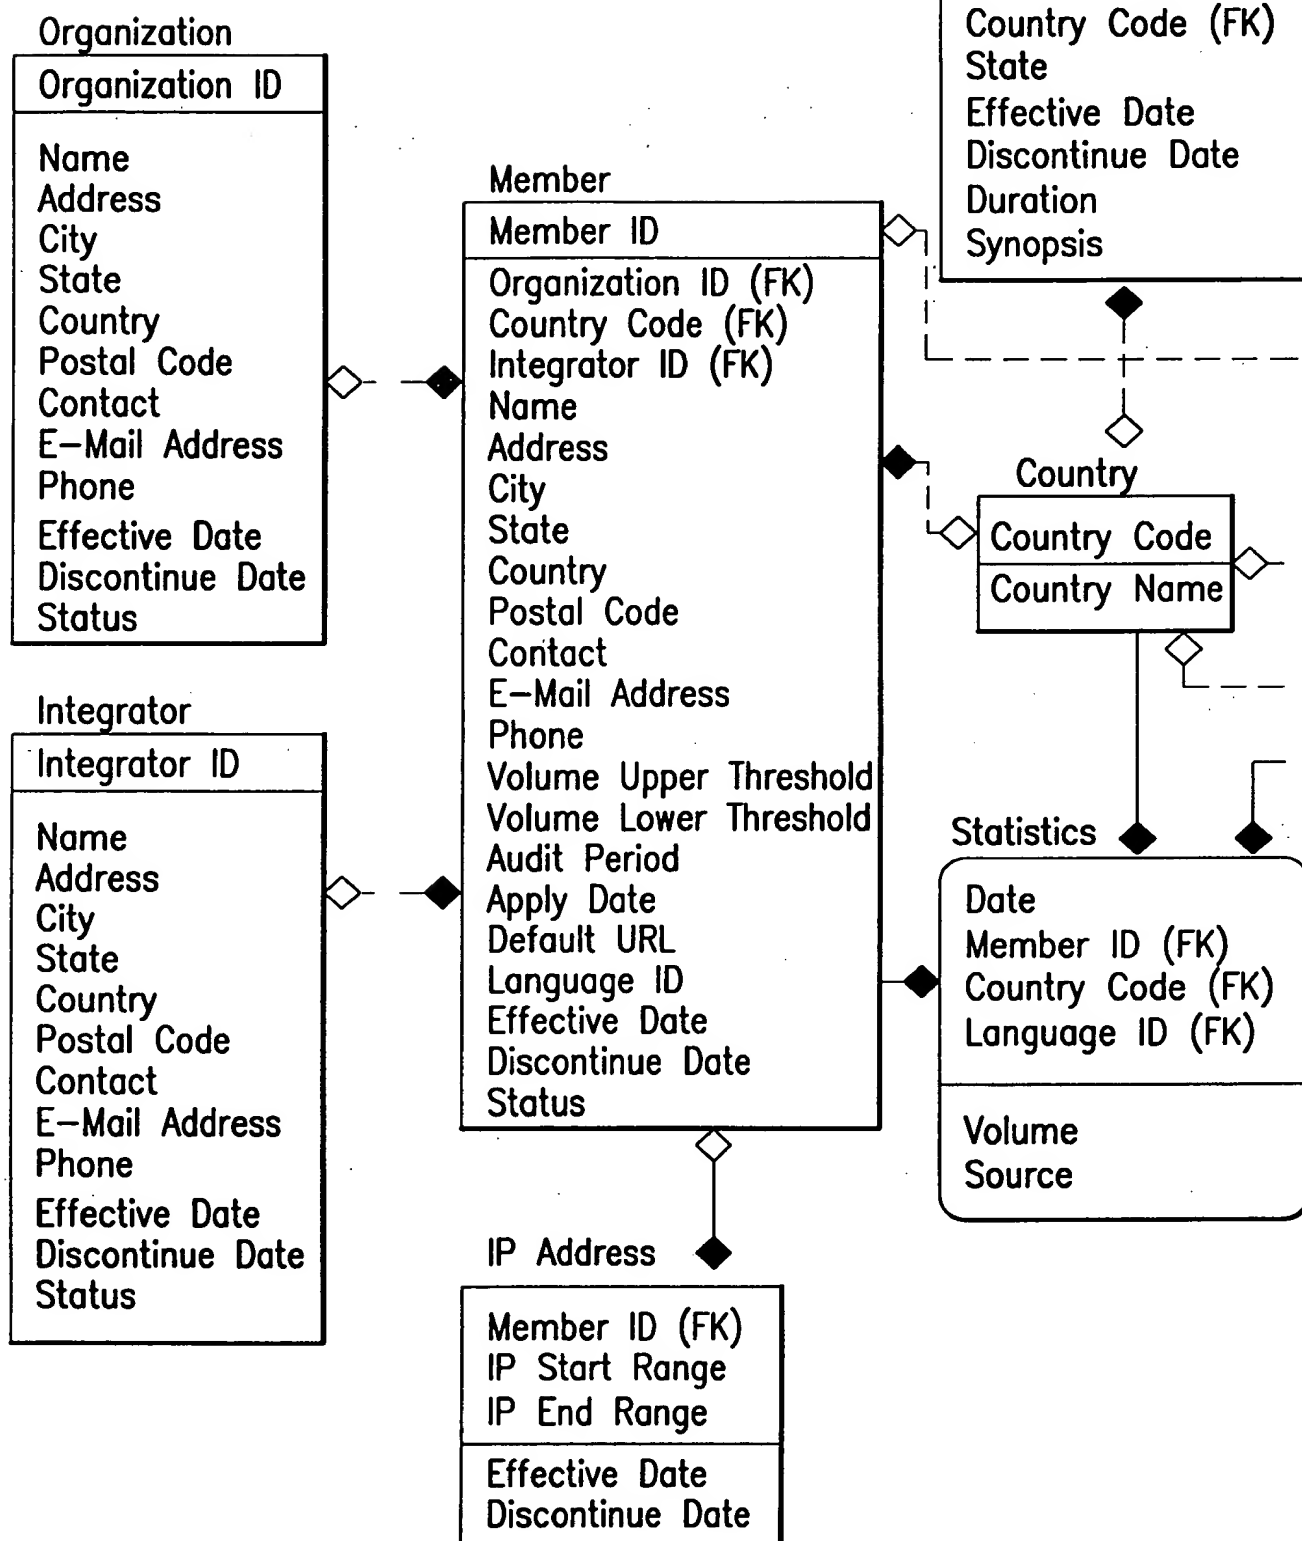 Organization
Organization ID
Name
Address
City
State
Country
Postal Code
Contact
E-Mail Address
Phone
Effective Date
Discontinue Date
Status
Integrator
Integrator ID
Name
Address
City
State
Country
Postal Code
Contact
E-Mail Address
Phone
Effective Date
Discontinue Date
Status
Member
Member ID
Organization ID (FK)
Country Code (FK)
Integrator ID (FK)
Name
Address
City
State
Country
Postal Code
Contact
E-Mail Address
Phone
Volume Upper Threshold
Volume Lower Threshold
Audit Period
Apply Date
Default URL
Language ID
Effective Date
Discontinue Date
Status
IP Address
Member ID (FK)
IP Start Range
IP End Range
Effective Date
Discontinue Date
Country Code (FK)
State
Effective Date
Discontinue Date
Duration
Synopsis
Country
Country Code
Country Name
Statistics
Date
Member ID (FK)
Country Code (FK)
Language ID (FK)
Volume
Source